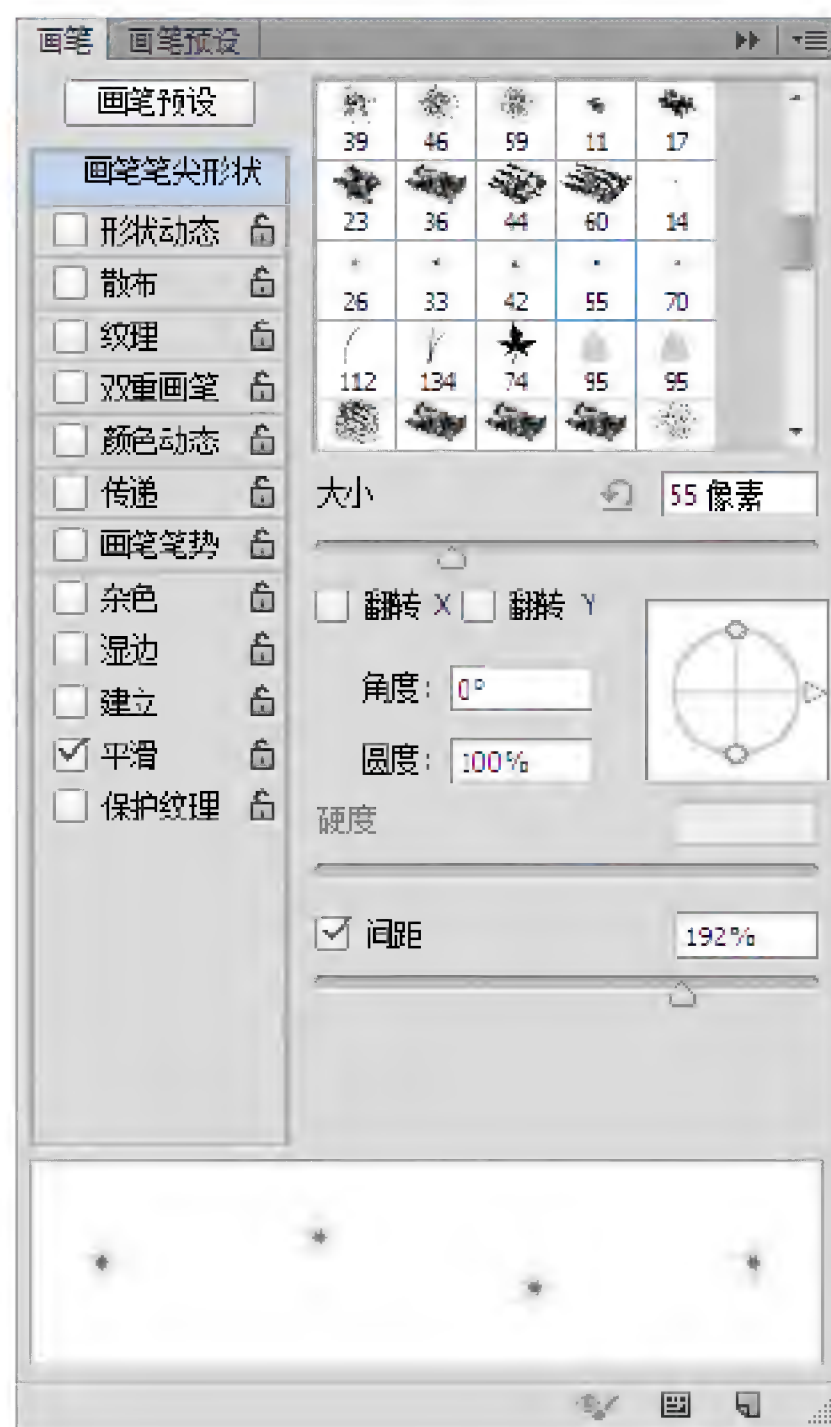 画笔 画笔预设
画笔预设
画笔笔尖形状
形状动态
散布
纹理
双重画笔
颜色动态
传递
画笔笔势
杂色
湿边
建立
平滑
保护纹理
39 46 59 11 17
23 36 44 60 14
26 33 42 55 70
112 134 74 95 95
大小 55 像素
翻转 X 翻转 Y
角度: 0°
圆度: 100%
硬度
间距 192%